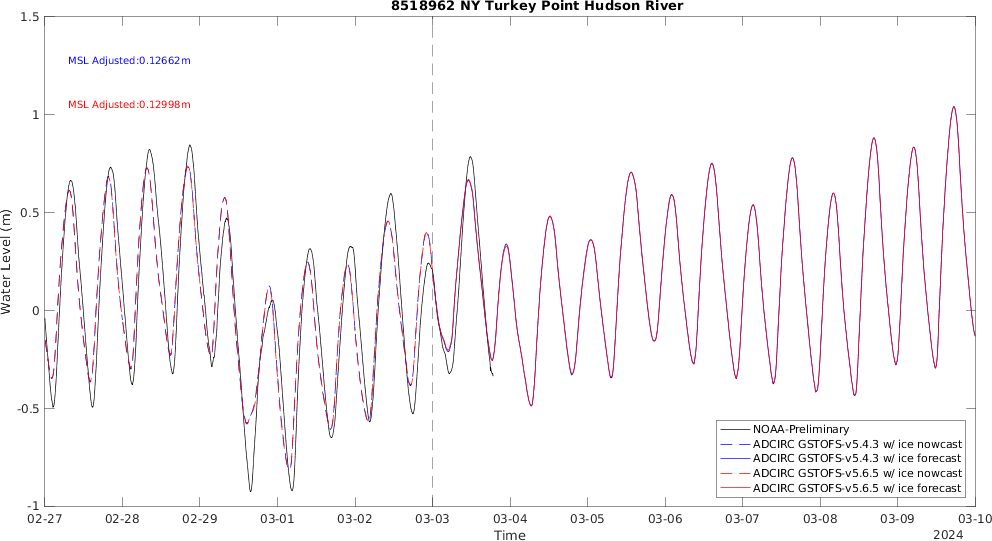 8518962 NY Turkey Point Hudson River
1.5
MSL Adjusted:0.12662m
MSL Adjusted:0.12998m
1
0.5
0
-0.5
-1
Water Level (m)
NOAA-Preliminary
ADCIRC GSTOFS-v5.4.3 w/ ice nowcast
ADCIRC GSTOFS-v5.4.3 w/ ice forecast
ADCIRC GSTOFS-v5.6.5 w/ ice nowcast
ADCIRC GSTOFS-v5.6.5 w/ ice forecast
02-27 02-28 02-29 03-01 03-02 03-03 03-04 03-05 03-06 03-07 03-08 03-09 03-10
Time
2024